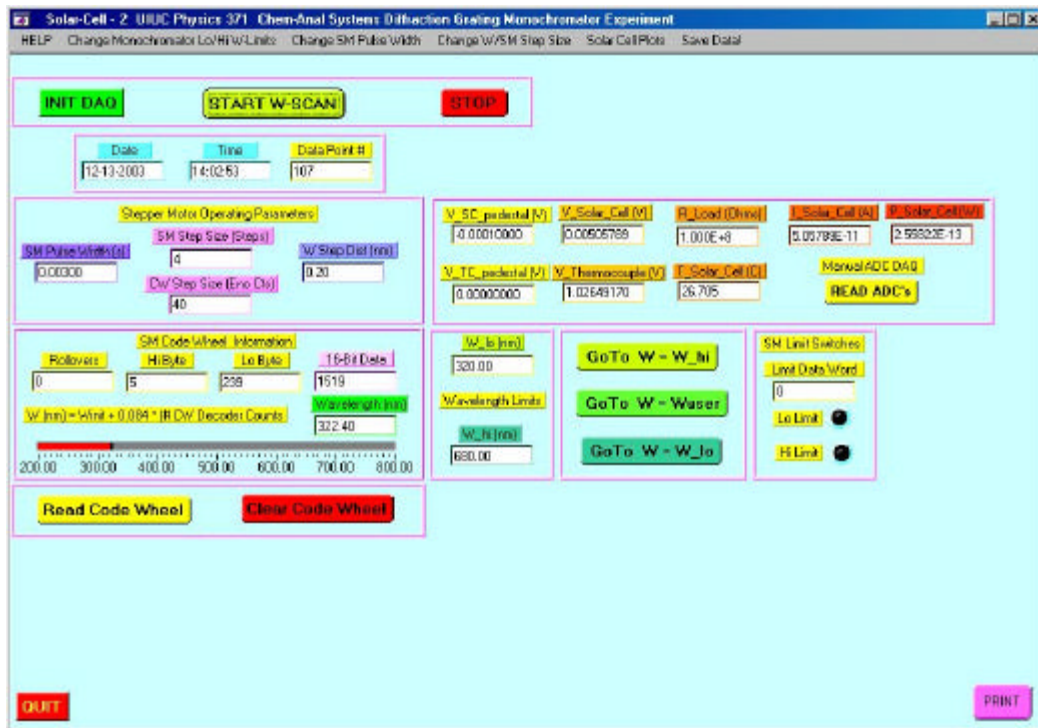 Solar-Cell - 2 UIUC Physics 371 Chem-Anal Systems Diffraction Grating Monochromator Experiment
HELP Change Monochromator Lo/Hi W-Limits Change SM Pulse Width Change W/SM Step Size Solar Cell Plots Save Data!
INIT DAQ START W-SCAN! STOP
Date Time Data Point #
12-13-2003 14:02:53 107
Stepper Motor Operating Parameters
SM Step Size (Steps)
SM Pulse Width (s) 4 W Step Dist (nm)
0.00300 0.20
CW Step Size (Enc Cts)
40
V_SC_pedestal (V) V_Solar_Cell (V) R_Load (Ohms) I_Solar_Cell (A) P_Solar_Cell (W)
-0.00010000 0.00505789 1.000E+8 5.05789E-11 2.55822E-13
V_TC_pedestal (V) V_Thermocouple (V) T_Solar_Cell (C) Manual ADC DAQ
0.00000000 1.02649170 26.705 READ ADC's
SM Code Wheel Information
Rollovers Hi Byte Lo Byte 16-Bit Data
0 5 239 1519
W (nm) = Winit + 0.084 * (# CW Decoder Counts Wavelength (nm)
322.40
200.00 300.00 400.00 500.00 600.00 700.00 800.00
W_lo (nm)
320.00
Wavelength Limits
W_hi (nm)
680.00
GoTo W - W_hi
GoTo W - Wuser
GoTo W - W_lo
SM Limit Switches
Limit Data Word
0
Lo Limit
Hi Limit
Read Code Wheel Clear Code Wheel
QUIT PRINT